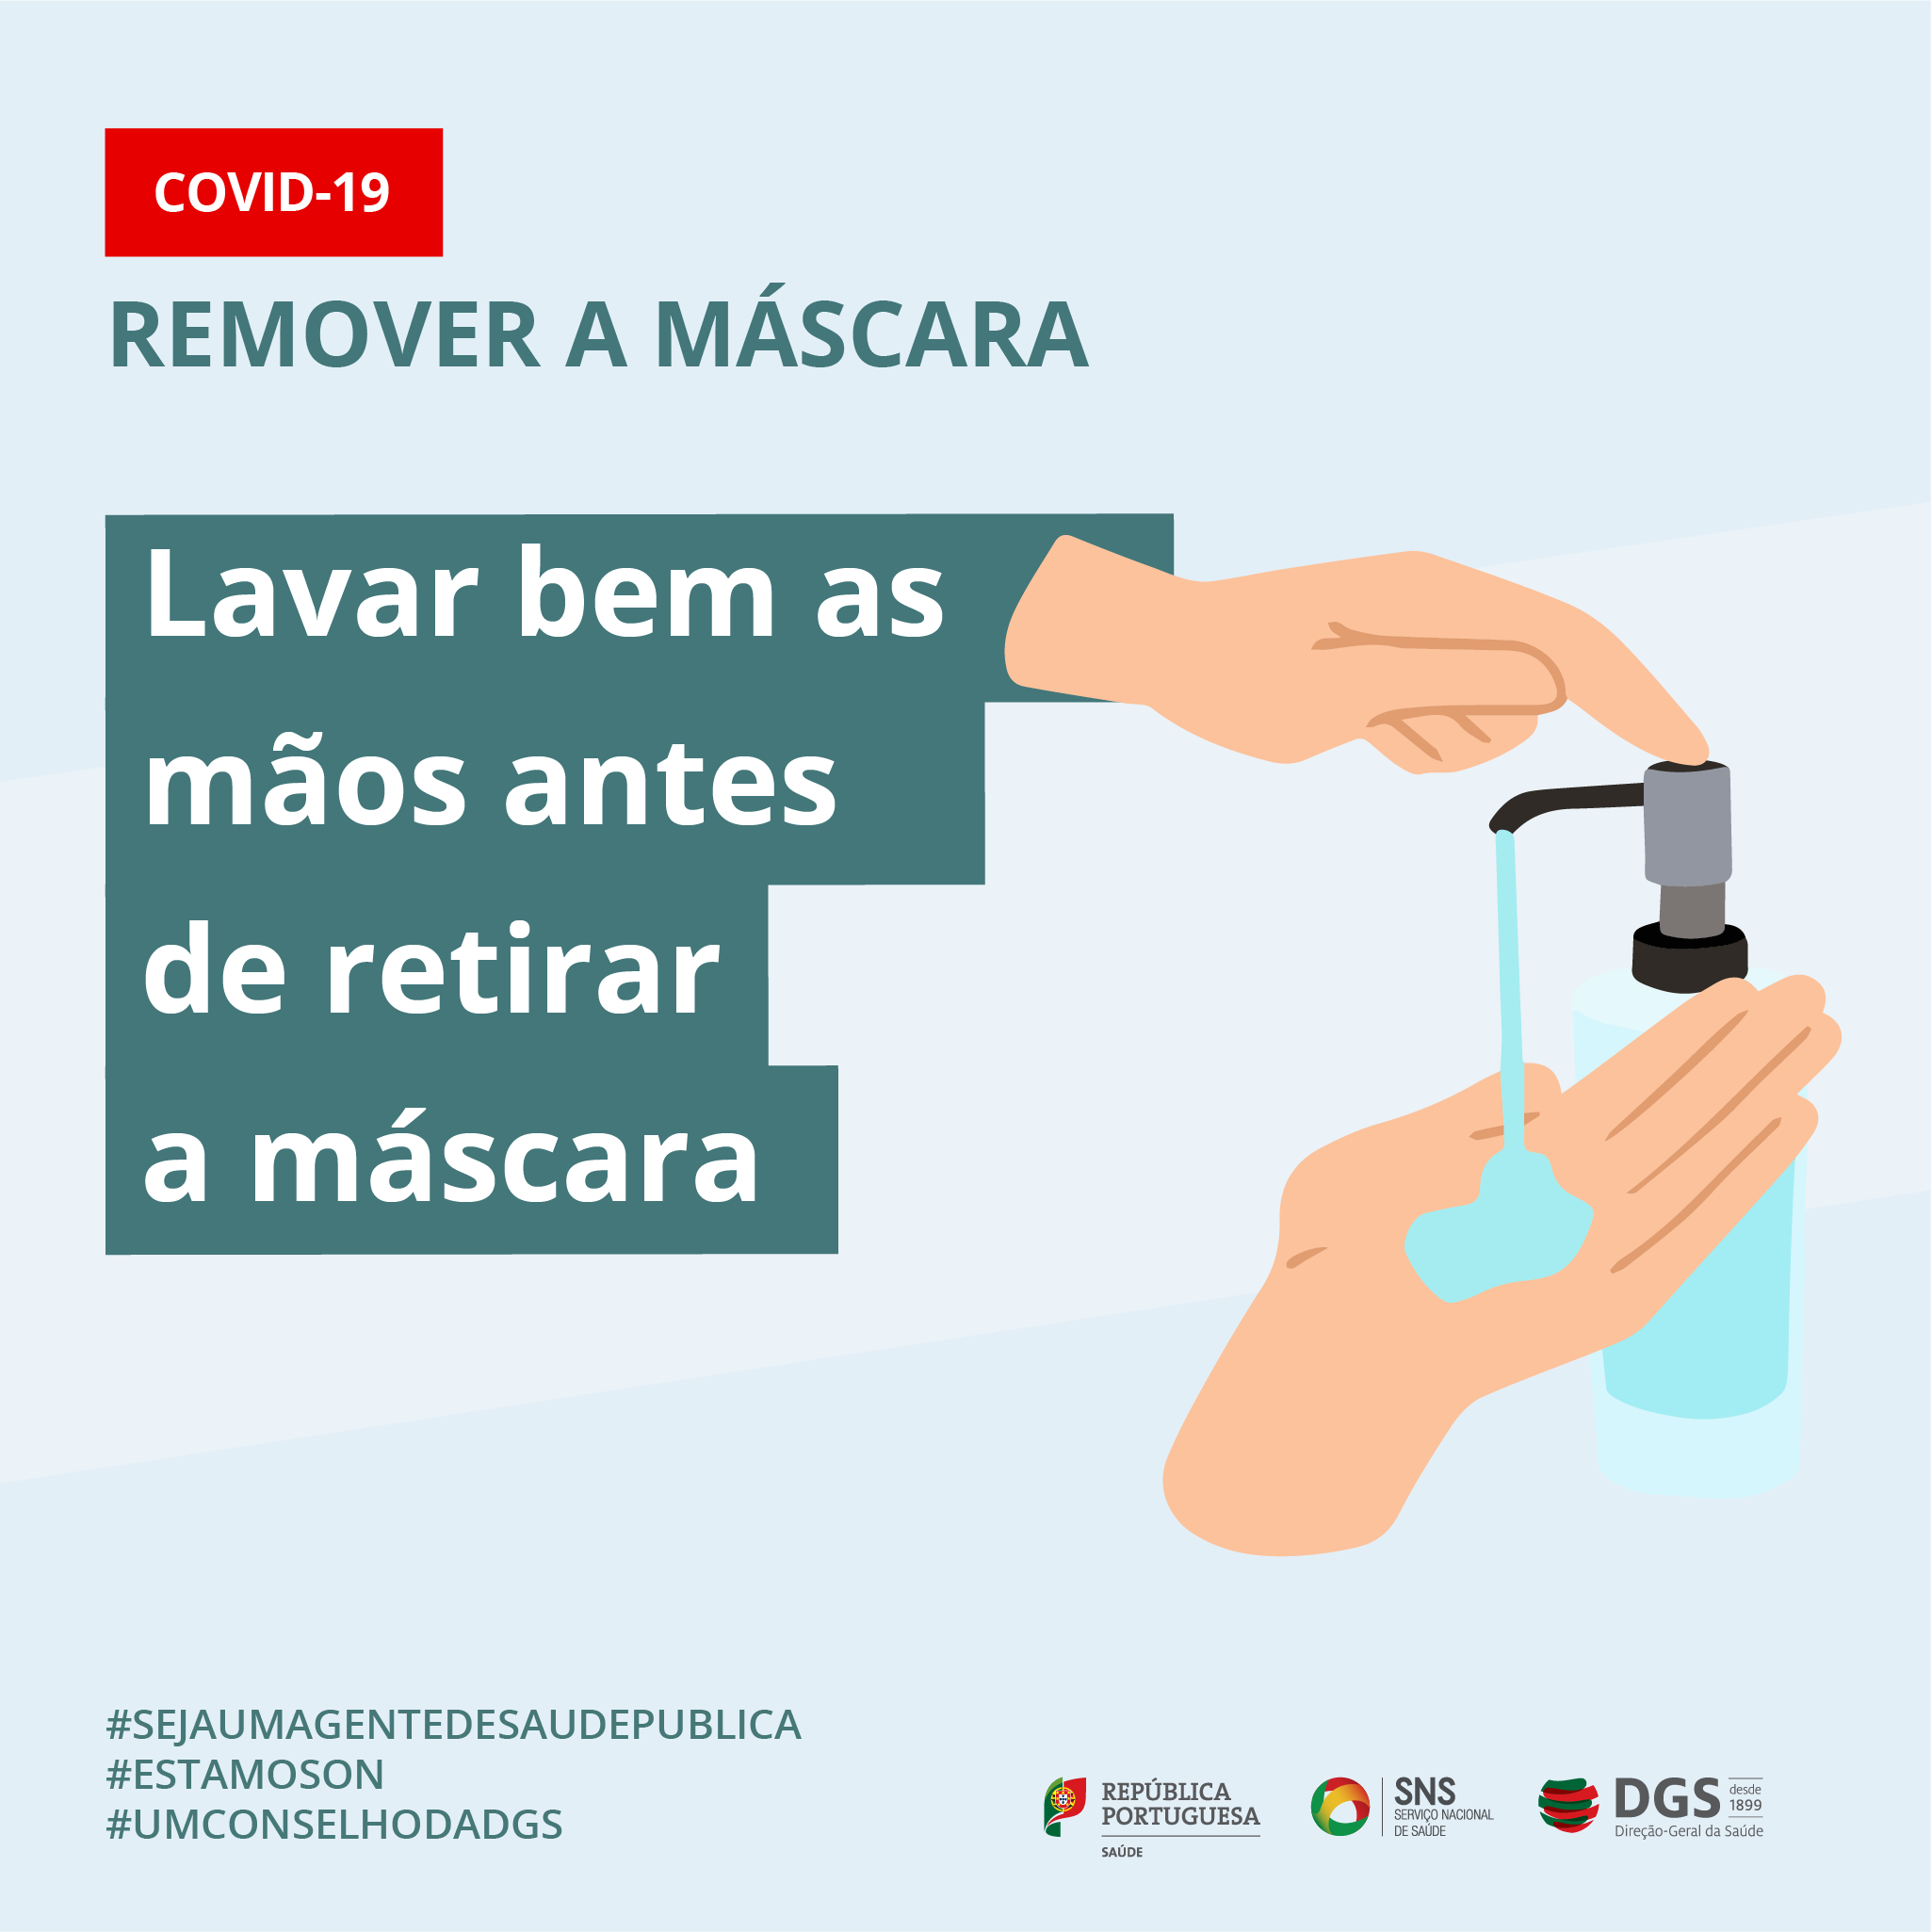 COVID-19
REMOVER A MÁSCARA
Lavar bem as
mãos antes
de retirar
a máscara
#SEJAUMAGENTEDESAUDEPUBLICA
#ESTAMOSON
#UMCONSELHODADGS
REPÚBLICA
PORTUGUESA
SAÚDE
SNS
SERVIÇO NACIONAL
DE SAÚDE
DGS desde
1899
Direção-Geral da Saúde